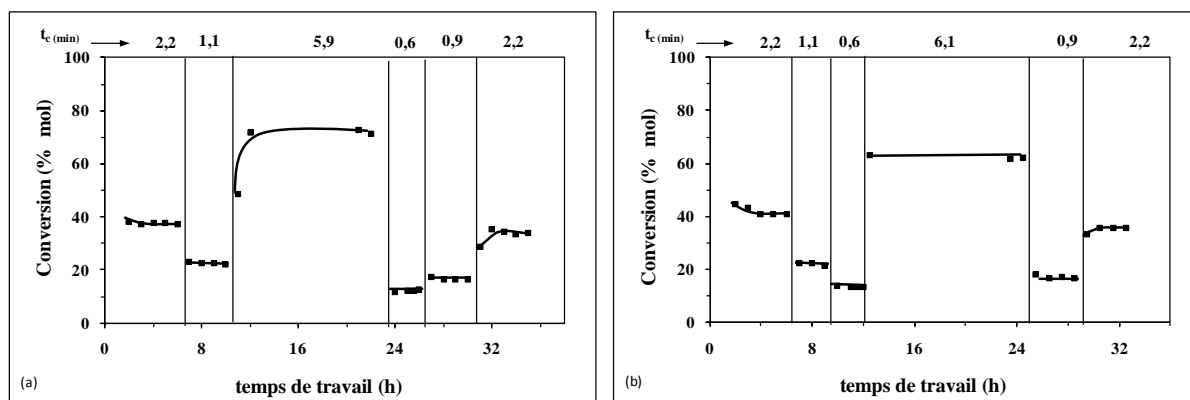 t c (min)
2,2 1,1 5,9 0,6 0,9 2,2
100
80
60
40
20
0
Conversion (% mol)
0 8 16 24 32
temps de travail (h)
(a)
t c (min)
2,2 1,1 0,6 6,1 0,9 2,2
100
80
60
40
20
0
Conversion (% mol)
0 8 16 24 32
temps de travail (h)
(b)